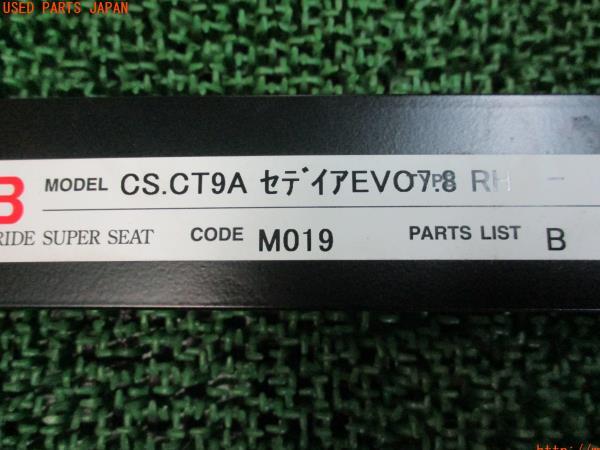 USED PARTS JAPAN
B MODEL CS.CT9A ｾﾃﾞｲｱEVO7.8 RH -
RIDE SUPER SEAT CODE M019 PARTS LIST B